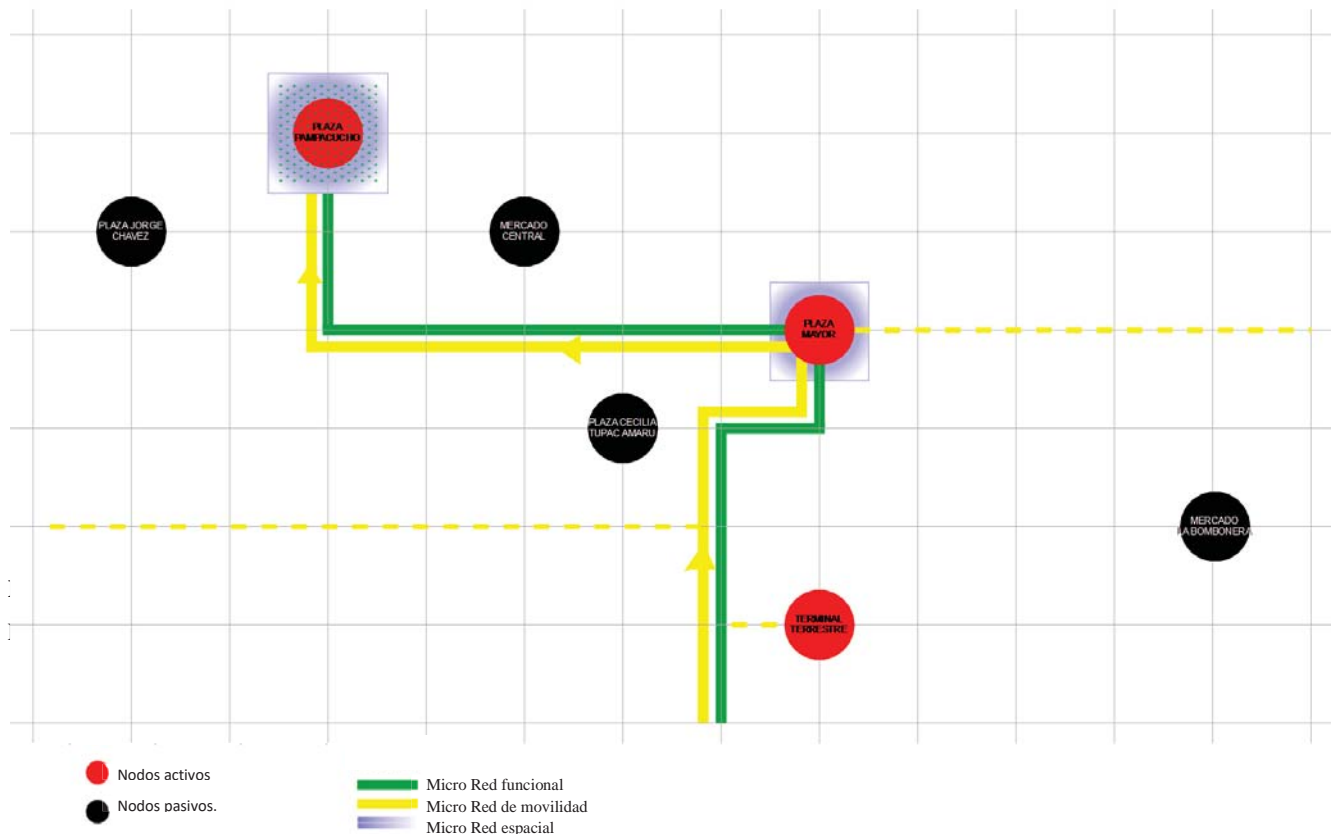 PLAZA
PAMPACUCHO
PLAZA JORGE
CHAVEZ
MERCADO
CENTRAL
PLAZA
MAYOR
PLAZA CECILIA
TUPAC AMARU
MERCADO
LA BOMBONERA
TERMINAL
TERRESTRE
Nodos activos
Nodos pasivos.
Micro Red funcional
Micro Red de movilidad
Micro Red espacial